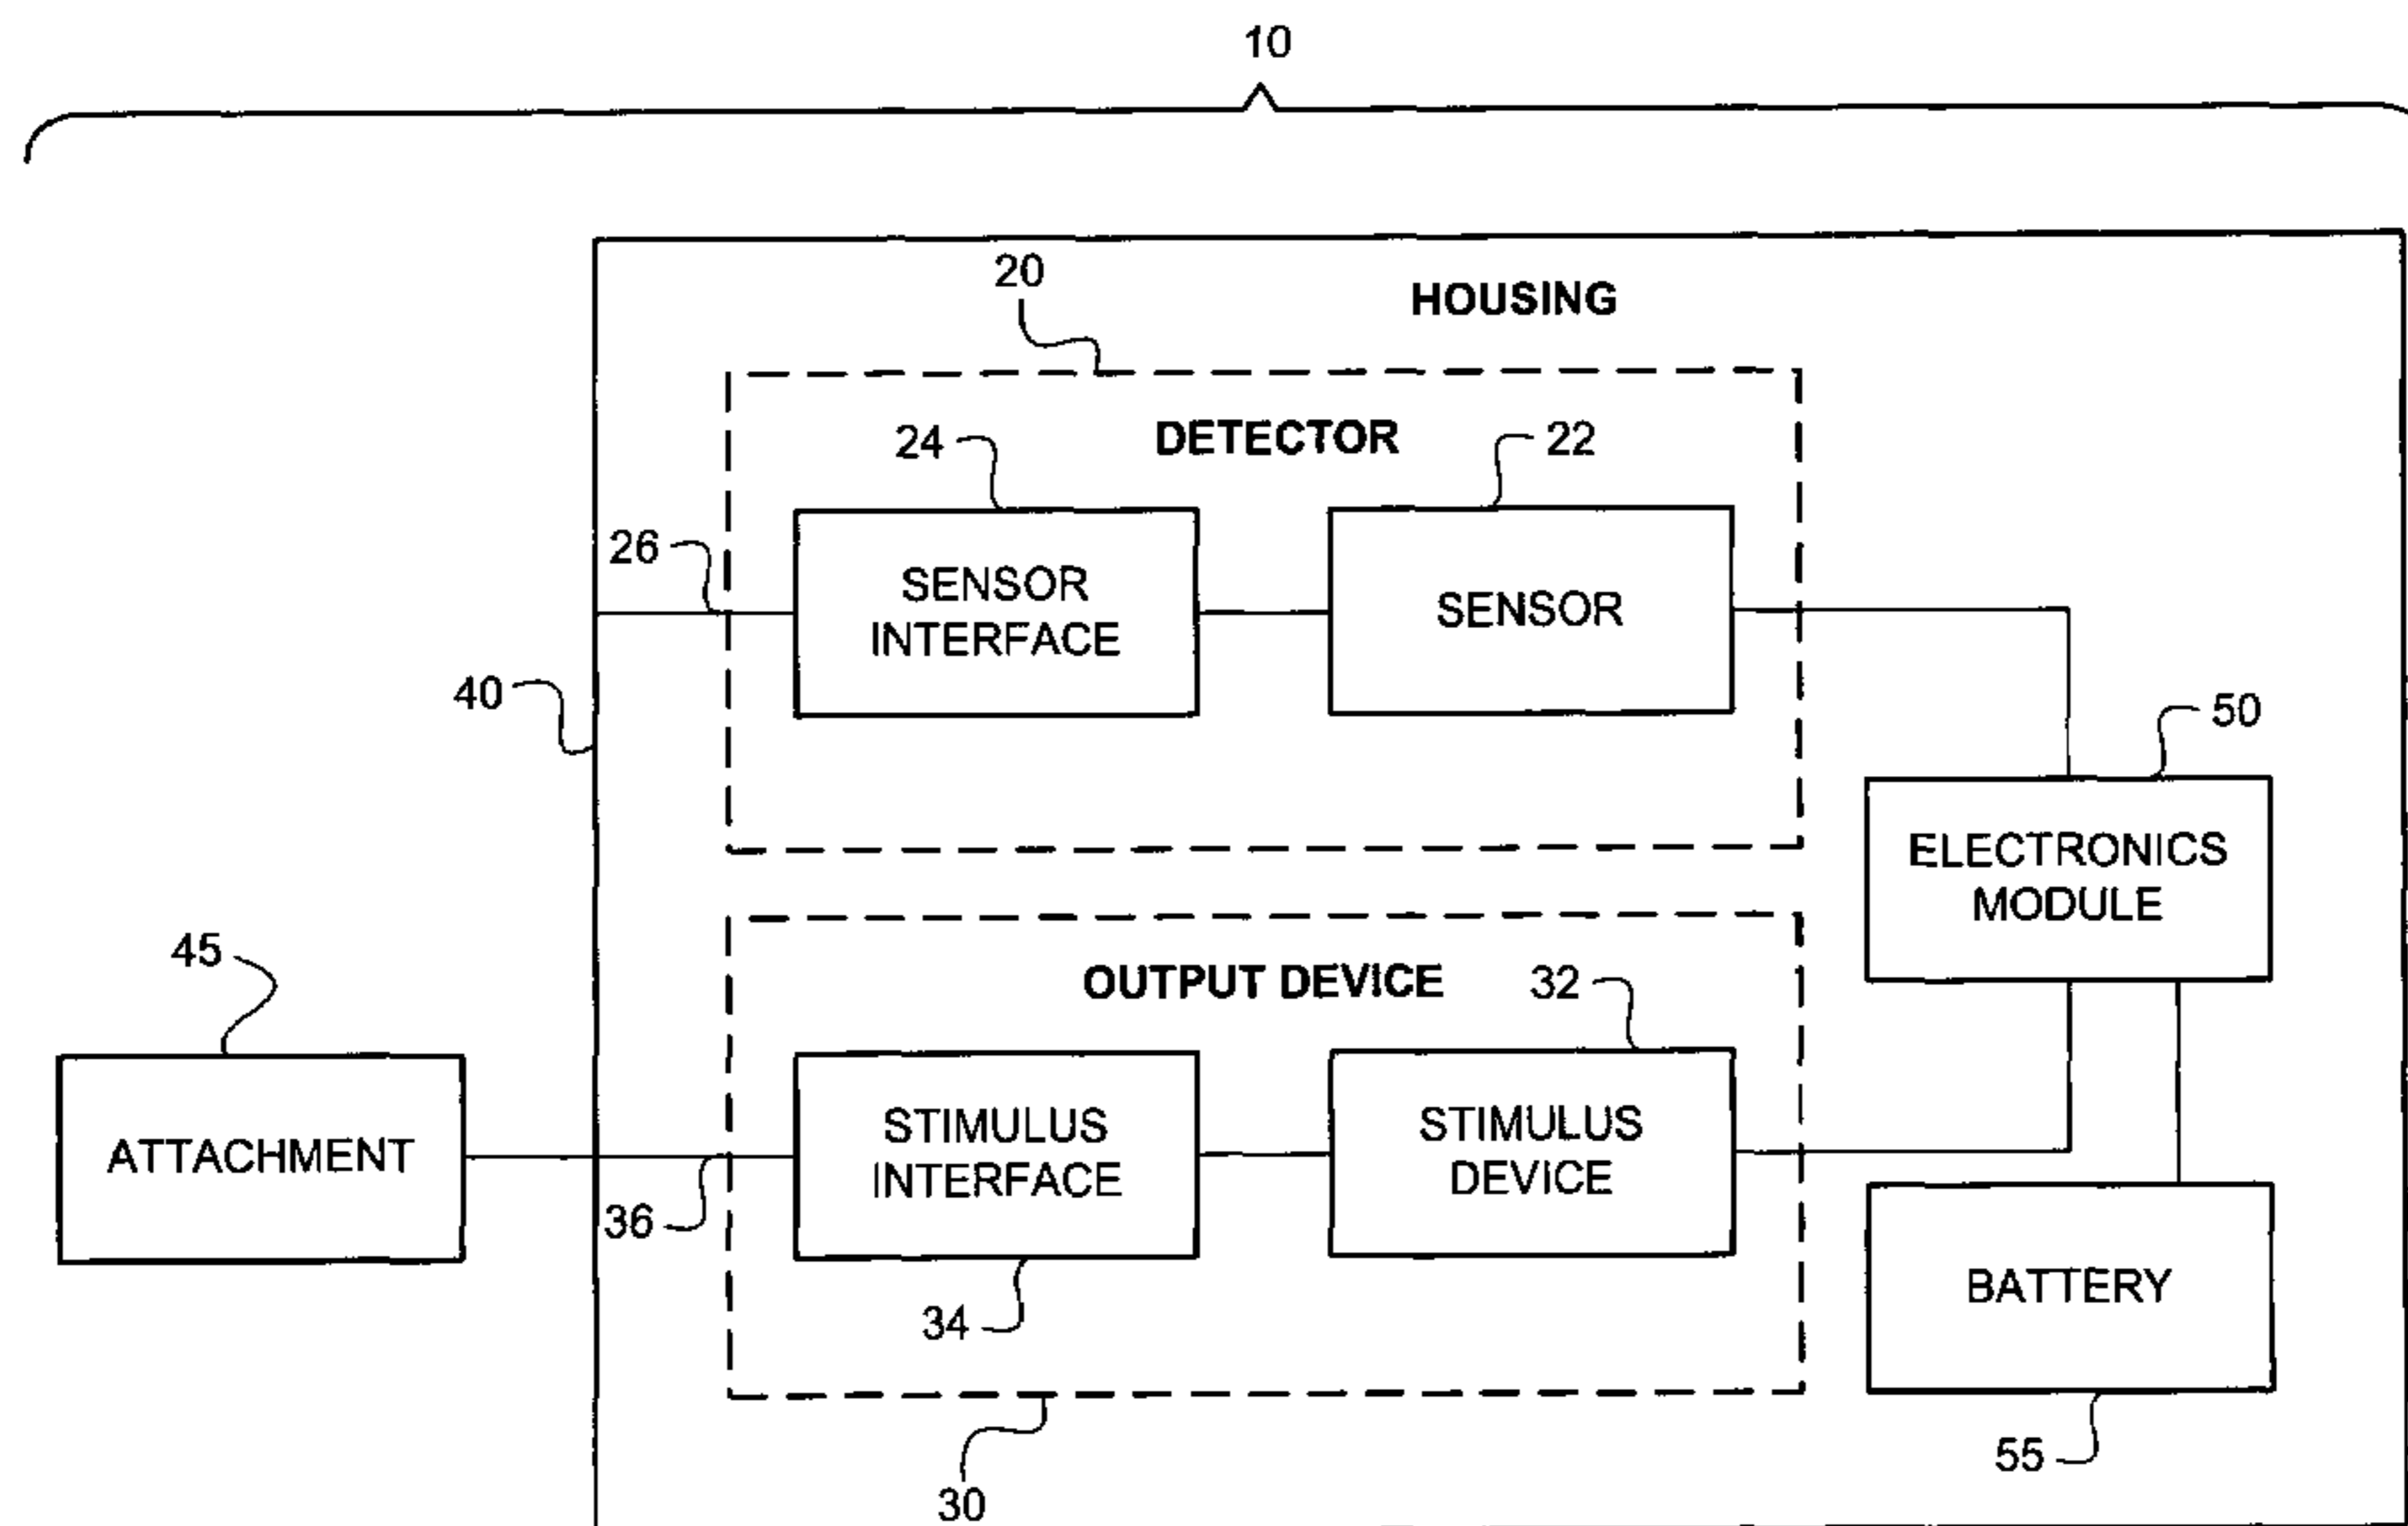 10
20
HOUSING
24
DETECTOR
22
26
SENSOR
INTERFACE
SENSOR
40
50
ELECTRONICS
MODULE
45
OUTPUT DEVICE
32
ATTACHMENT
STIMULUS
INTERFACE
STIMULUS
DEVICE
36
BATTERY
34
55
30